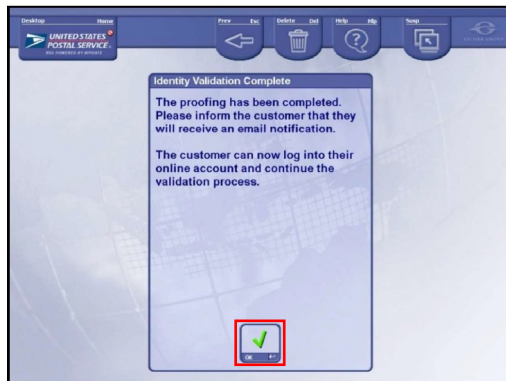 Desktop Home
Prev Esc
Delete Del
Help Hlp
Susp
UNITED STATES
POSTAL SERVICE
Identity Validation Complete
The proofing has been completed.
Please inform the customer that they
will receive an email notification.
The customer can now log into their
online account and continue the
validation process.
OK